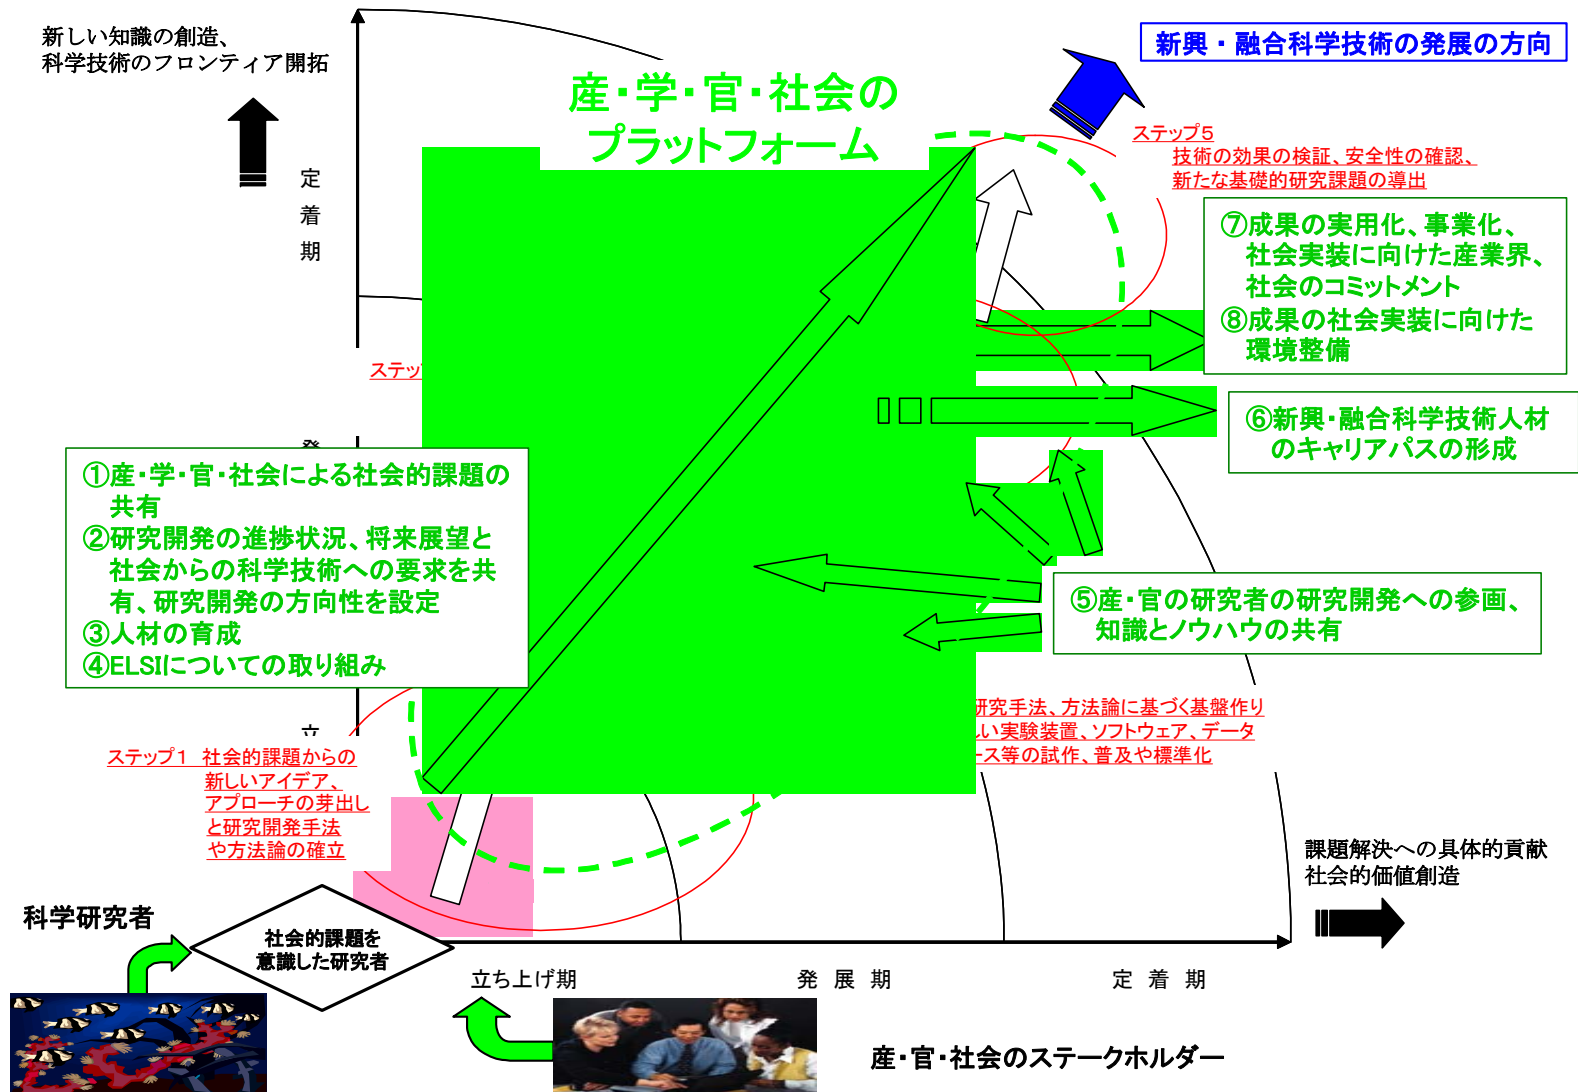 新しい知識の創造、
科学技術のフロンティア開拓
新興・融合科学技術の発展の方向
産・学・官・社会の
プラットフォーム
ステップ5
技術の効果の検証、安全性の確認、
新たな基礎的研究課題の導出
定着期
⑦成果の実用化、事業化、
社会実装に向けた産業界、
社会のコミットメント
⑧成果の社会実装に向けた
環境整備
ステッ
⑥新興・融合科学技術人材
のキャリアパスの形成
①産・学・官・社会による社会的課題の
共有
②研究開発の進捗状況、将来展望と
社会からの科学技術への要求を共
有、研究開発の方向性を設定
③人材の育成
④ELSIについての取り組み
⑤産・官の研究者の研究開発への参画、
知識とノウハウの共有
研究手法、方法論に基づく基盤作り
い実験装置、ソフトウェア、データ
ース等の試作、普及や標準化
立
ステップ1 社会的課題からの
新しいアイデア、
アプローチの芽出し
と研究開発手法
や方法論の確立
課題解決への具体的貢献
社会的価値創造
科学研究者
社会的課題を
意識した研究者
立ち上げ期 発展期 定着期
産・官・社会のステークホルダー